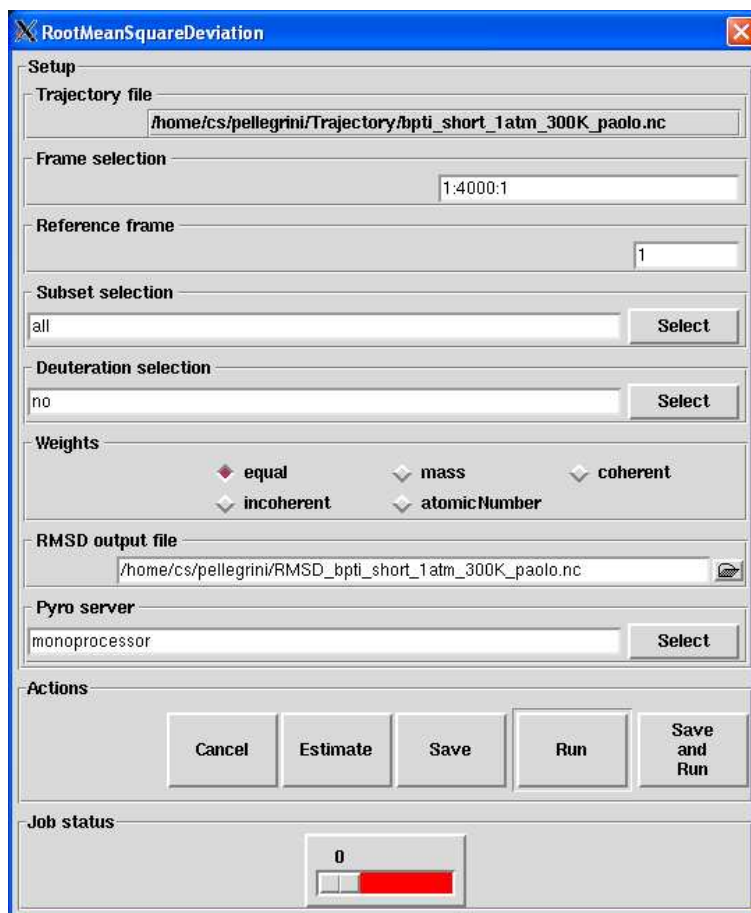 RootMeanSquareDeviation
Setup
Trajectory file
/home/cs/pellegrini/Trajectory/bpti_short_1atm_300K_paolo.nc
Frame selection
1:4000:1
Reference frame
1
Subset selection
all
Select
Deuteration selection
no
Select
Weights
equal mass coherent
incoherent atomicNumber
RMSD output file
/home/cs/pellegrini/RMSD_bpti_short_1atm_300K_paolo.nc
Pyro server
monoprocessor
Select
Actions
Cancel Estimate Save Run Save
and
Run
Job status
0